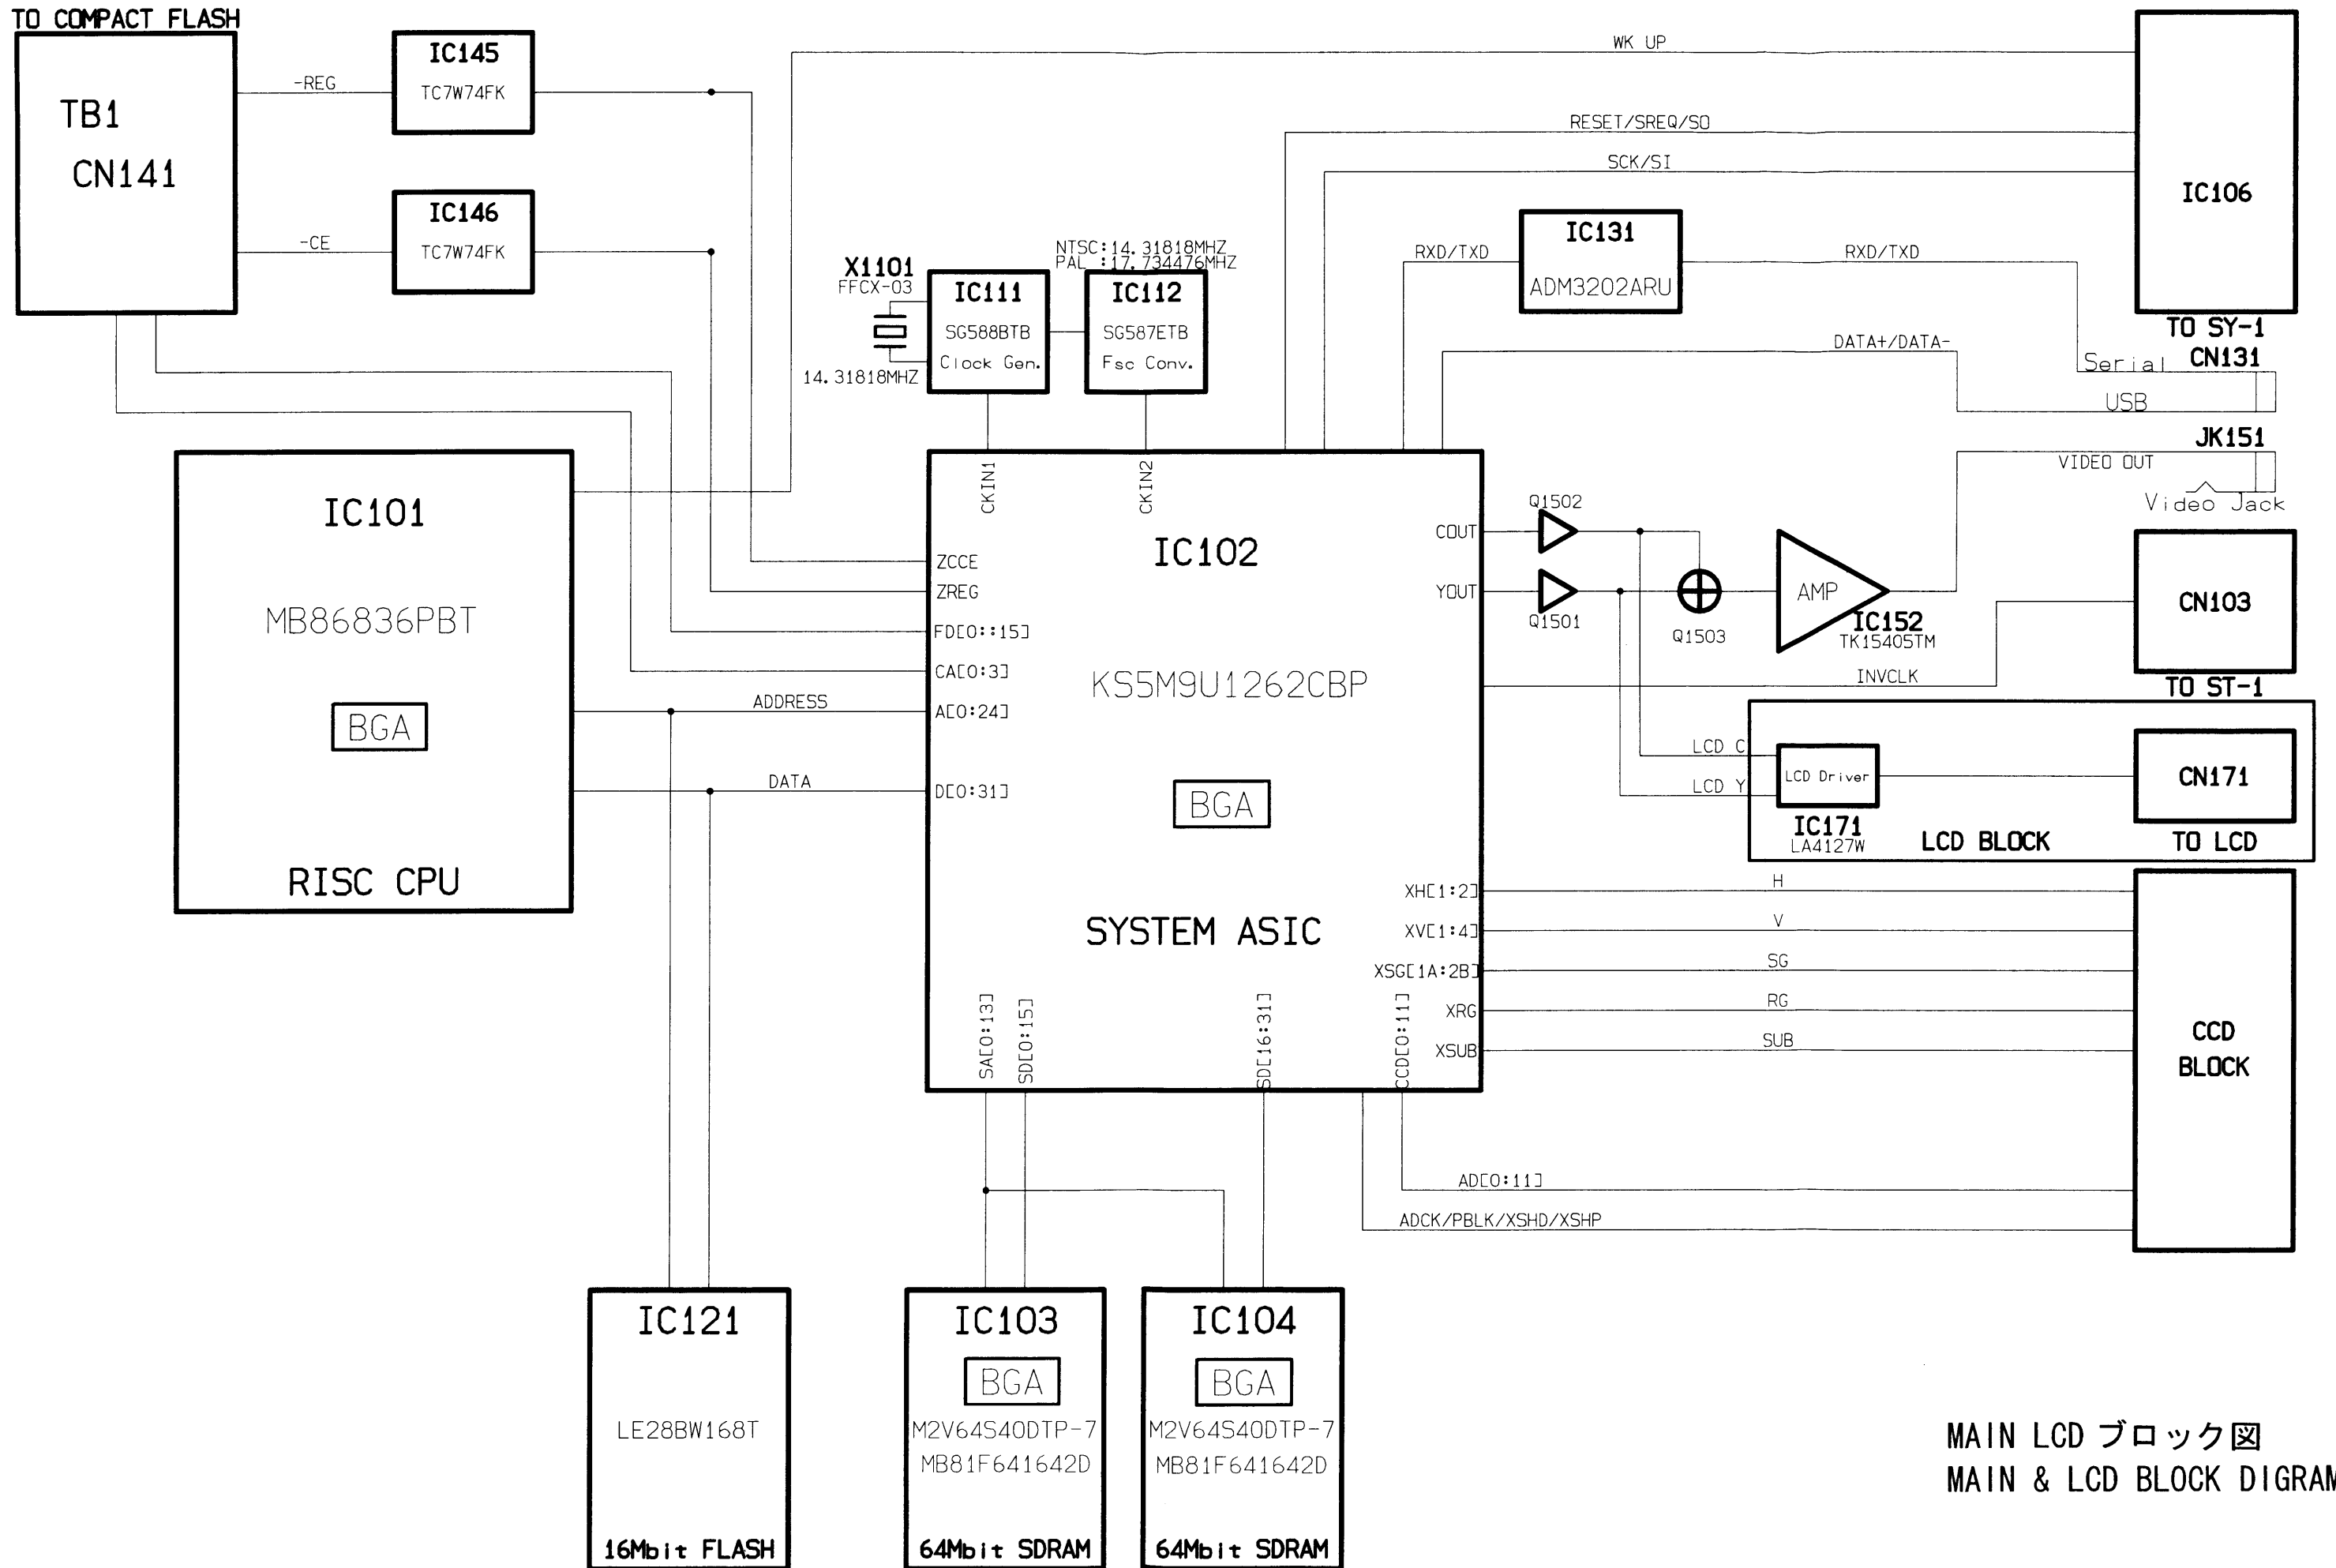 TO COMPACT FLASH
TB1
CN141
-REG
-CE
IC145
TC7W74FK
IC146
TC7W74FK
WK UP
RESET/SREQ/SO
SCK/SI
IC106
TO SY-1
RXD/TXD
IC131
ADM3202ARU
RXD/TXD
DATA+/DATA-
Serial
CN131
USB
X1101
FFCX-03
14.31818MHZ
IC111
SG588BTB
Clock Gen.
NTSC:14.31818MHZ
PAL :17.734476MHZ
IC112
SG587ETB
Fsc Conv.
JK151
VIDEO OUT
Video Jack
IC101
MB86836PBT
BGA
RISC CPU
ADDRESS
DATA
CKIN1
CKIN2
ZCCE
ZREG
FD[0::15]
CA[0:3]
A[0:24]
D[0:31]
IC102
KS5M9U1262CBP
BGA
SYSTEM ASIC
COUT
YOUT
XH[1:2]
XV[1:4]
XSG[1A:2B]
XRG
XSUB
SA[0:13]
SD[0:15]
SD[16:31]
CCD[0:11]
Q1502
Q1501
Q1503
AMP
IC152
TK15405TM
INVCLK
CN103
TO ST-1
LCD C
LCD Y
LCD Driver
IC171
LA4127W
LCD BLOCK
CN171
TO LCD
H
V
SG
RG
SUB
AD[0:11]
ADCK/PBLK/XSHD/XSHP
CCD
BLOCK
IC121
LE28BW168T
16Mbit FLASH
IC103
BGA
M2V64S40DTP-7
MB81F641642D
64Mbit SDRAM
IC104
BGA
M2V64S40DTP-7
MB81F641642D
64Mbit SDRAM
MAIN LCD ブロック図
MAIN & LCD BLOCK DIGRAM